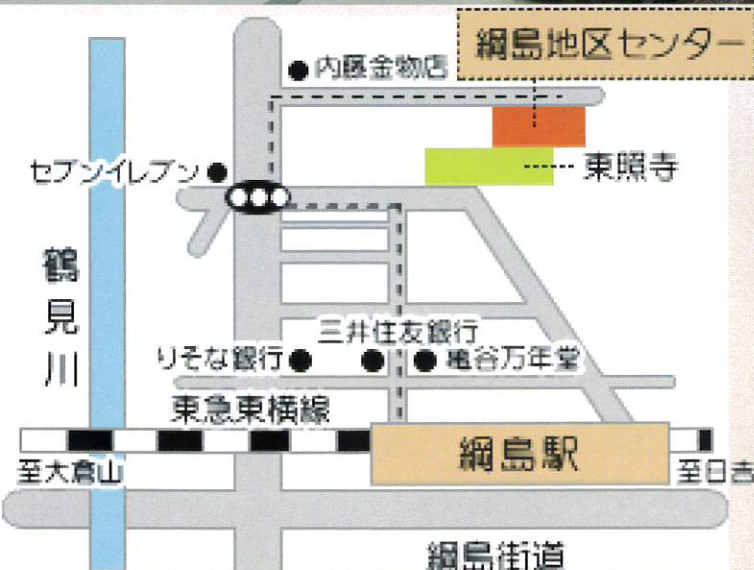 綱島地区センター
内藤金物店
セブンイレブン
東照寺
鶴見川
三井住友銀行
りそな銀行
亀谷万年堂
東急東横線
綱島駅
至大倉山
至日吉
綱島街道